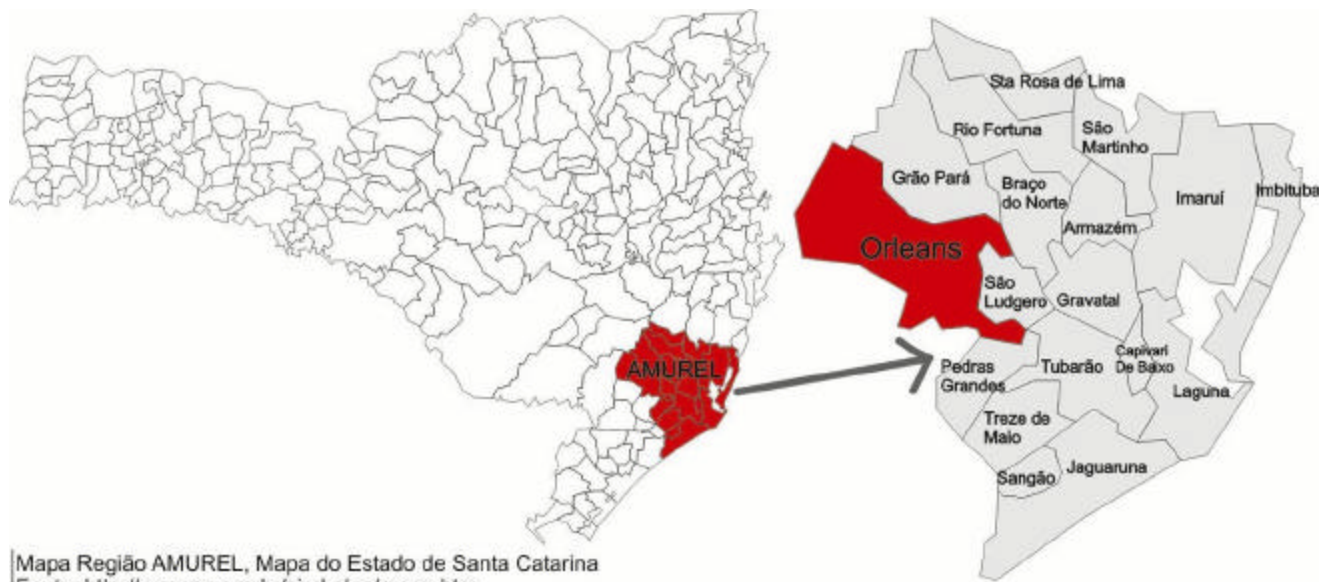 AMUREL
Sta Rosa de Lima
Rio Fortuna
São
Martinho
Grão Pará
Braço
do Norte
Imaruí
Imbituba
Armazém
Orleans
São
Ludgero
Gravatal
Pedras
Grandes
Tubarão
Capivari
De Baixo
Laguna
Treze de
Maio
Sangão
Jaguaruna
Mapa Região AMUREL, Mapa do Estado de Santa Catarina